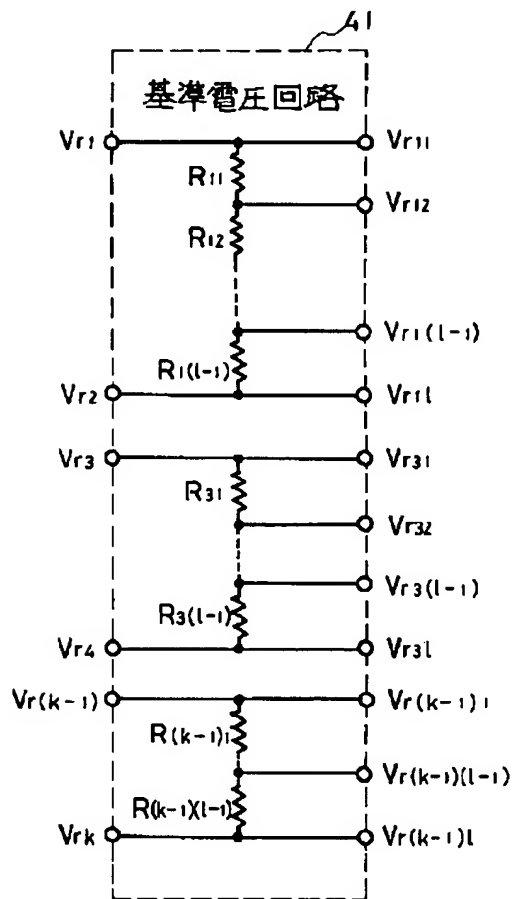 41
基準電圧回路
Vr1 Vr11
R11
Vr12
R12
Vr1(l-1)
R1(l-1)
Vr2 Vr1l
Vr3 Vr31
R31
Vr32
Vr3(l-1)
R3(l-1)
Vr4 Vr3l
Vr(k-1) Vr(k-1)1
R(k-1)1
Vr(k-1)(l-1)
R(k-1)(l-1)
Vrk Vr(k-1)l